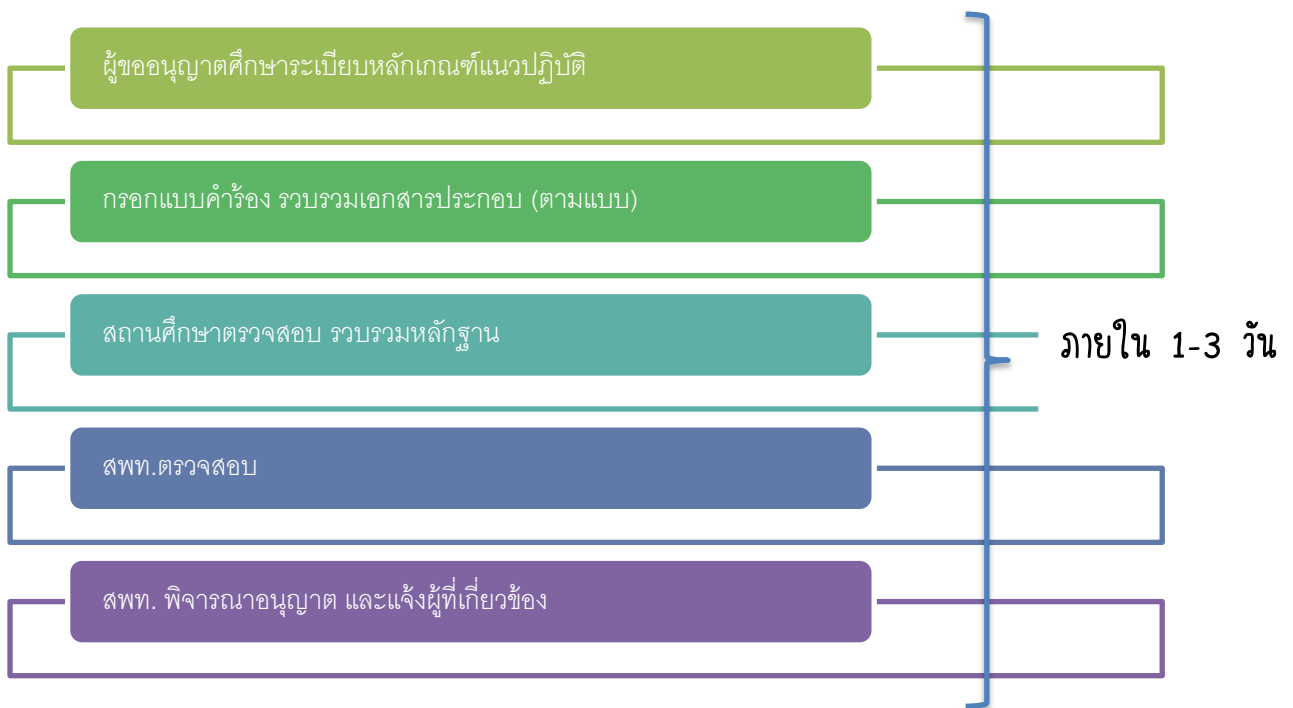 ผู้ขออนุญาตศึกษาระเบียบหลักเกณฑ์แนวปฏิบัติ
กรอกแบบคำร้อง รวบรวมเอกสารประกอบ (ตามแบบ)
สถานศึกษาตรวจสอบ รวบรวมหลักฐาน
ภายใน 1-3 วัน
สพท.ตรวจสอบ
สพท. พิจารณาอนุญาต และแจ้งผู้ที่เกี่ยวข้อง